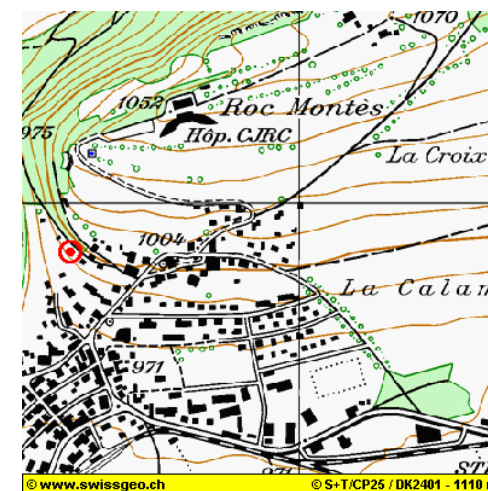 1070
1052
Roc Montès
Hôp. CJRC
975
La Croix
1004
La Calam
971
© www.swissgeo.ch
© S+T/CP25 / DK2401 - 1110